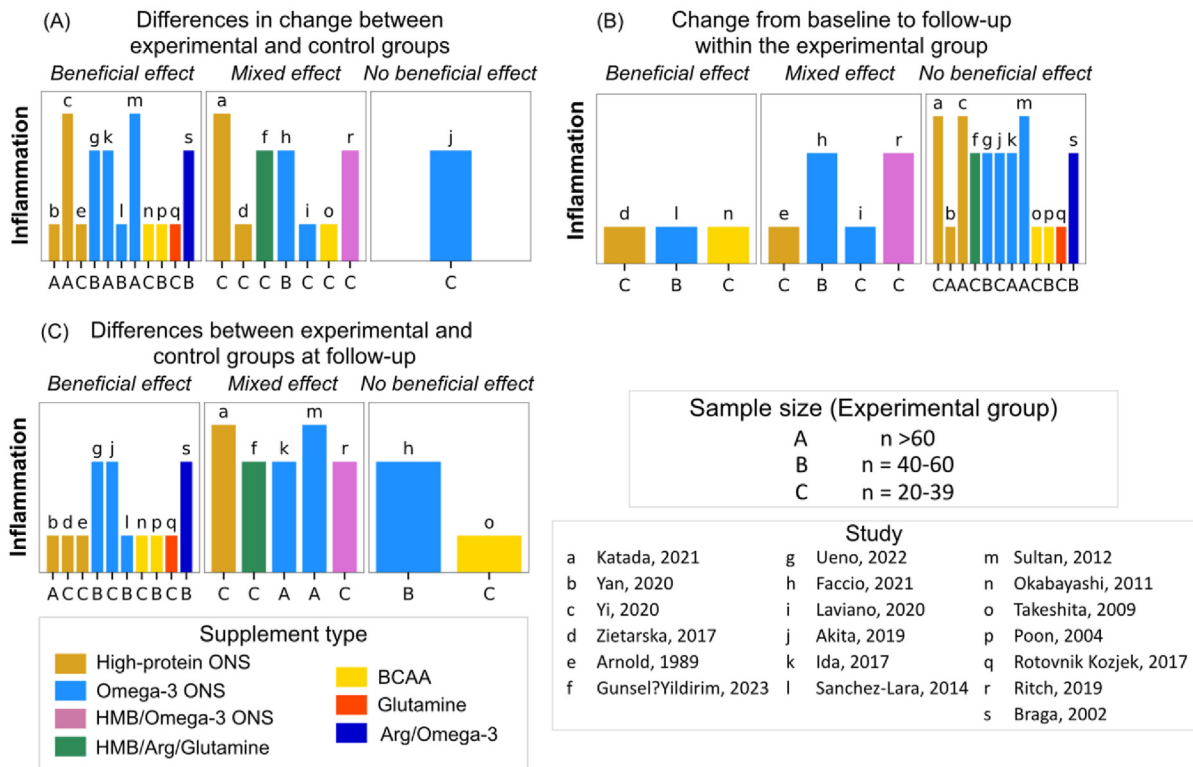 (A) Differences in change between
experimental and control groups
Beneficial effect Mixed effect No beneficial effect
Inflammation
b c e g k l m n p q s
a d f h i o r
j
A A C B A B A C B C B
C C C B C C C
C
(B) Change from baseline to follow-up
within the experimental group
Beneficial effect Mixed effect No beneficial effect
Inflammation
d l n
e h i r
a b c f g j k m o p q s
C B C
C B C C
C A A C B C A A C B C B
(C) Differences between experimental and
control groups at follow-up
Beneficial effect Mixed effect No beneficial effect
Inflammation
b d e g j l n p q s
a f k m r
h o
A C C B C B C B C B
C C A A C
B C
Supplement type
High-protein ONS
Omega-3 ONS
HMB/Omega-3 ONS
HMB/Arg/Glutamine
BCAA
Glutamine
Arg/Omega-3
Sample size (Experimental group)
A n >60
B n = 40-60
C n = 20-39
Study
a Katada, 2021
b Yan, 2020
c Yi, 2020
d Zietarska, 2017
e Arnold, 1989
f Gunsel?Yildirim, 2023
g Ueno, 2022
h Faccio, 2021
i Laviano, 2020
j Akita, 2019
k Ida, 2017
l Sanchez-Lara, 2014
m Sultan, 2012
n Okabayashi, 2011
o Takeshita, 2009
p Poon, 2004
q Rotovnik Kozjek, 2017
r Ritch, 2019
s Braga, 2002